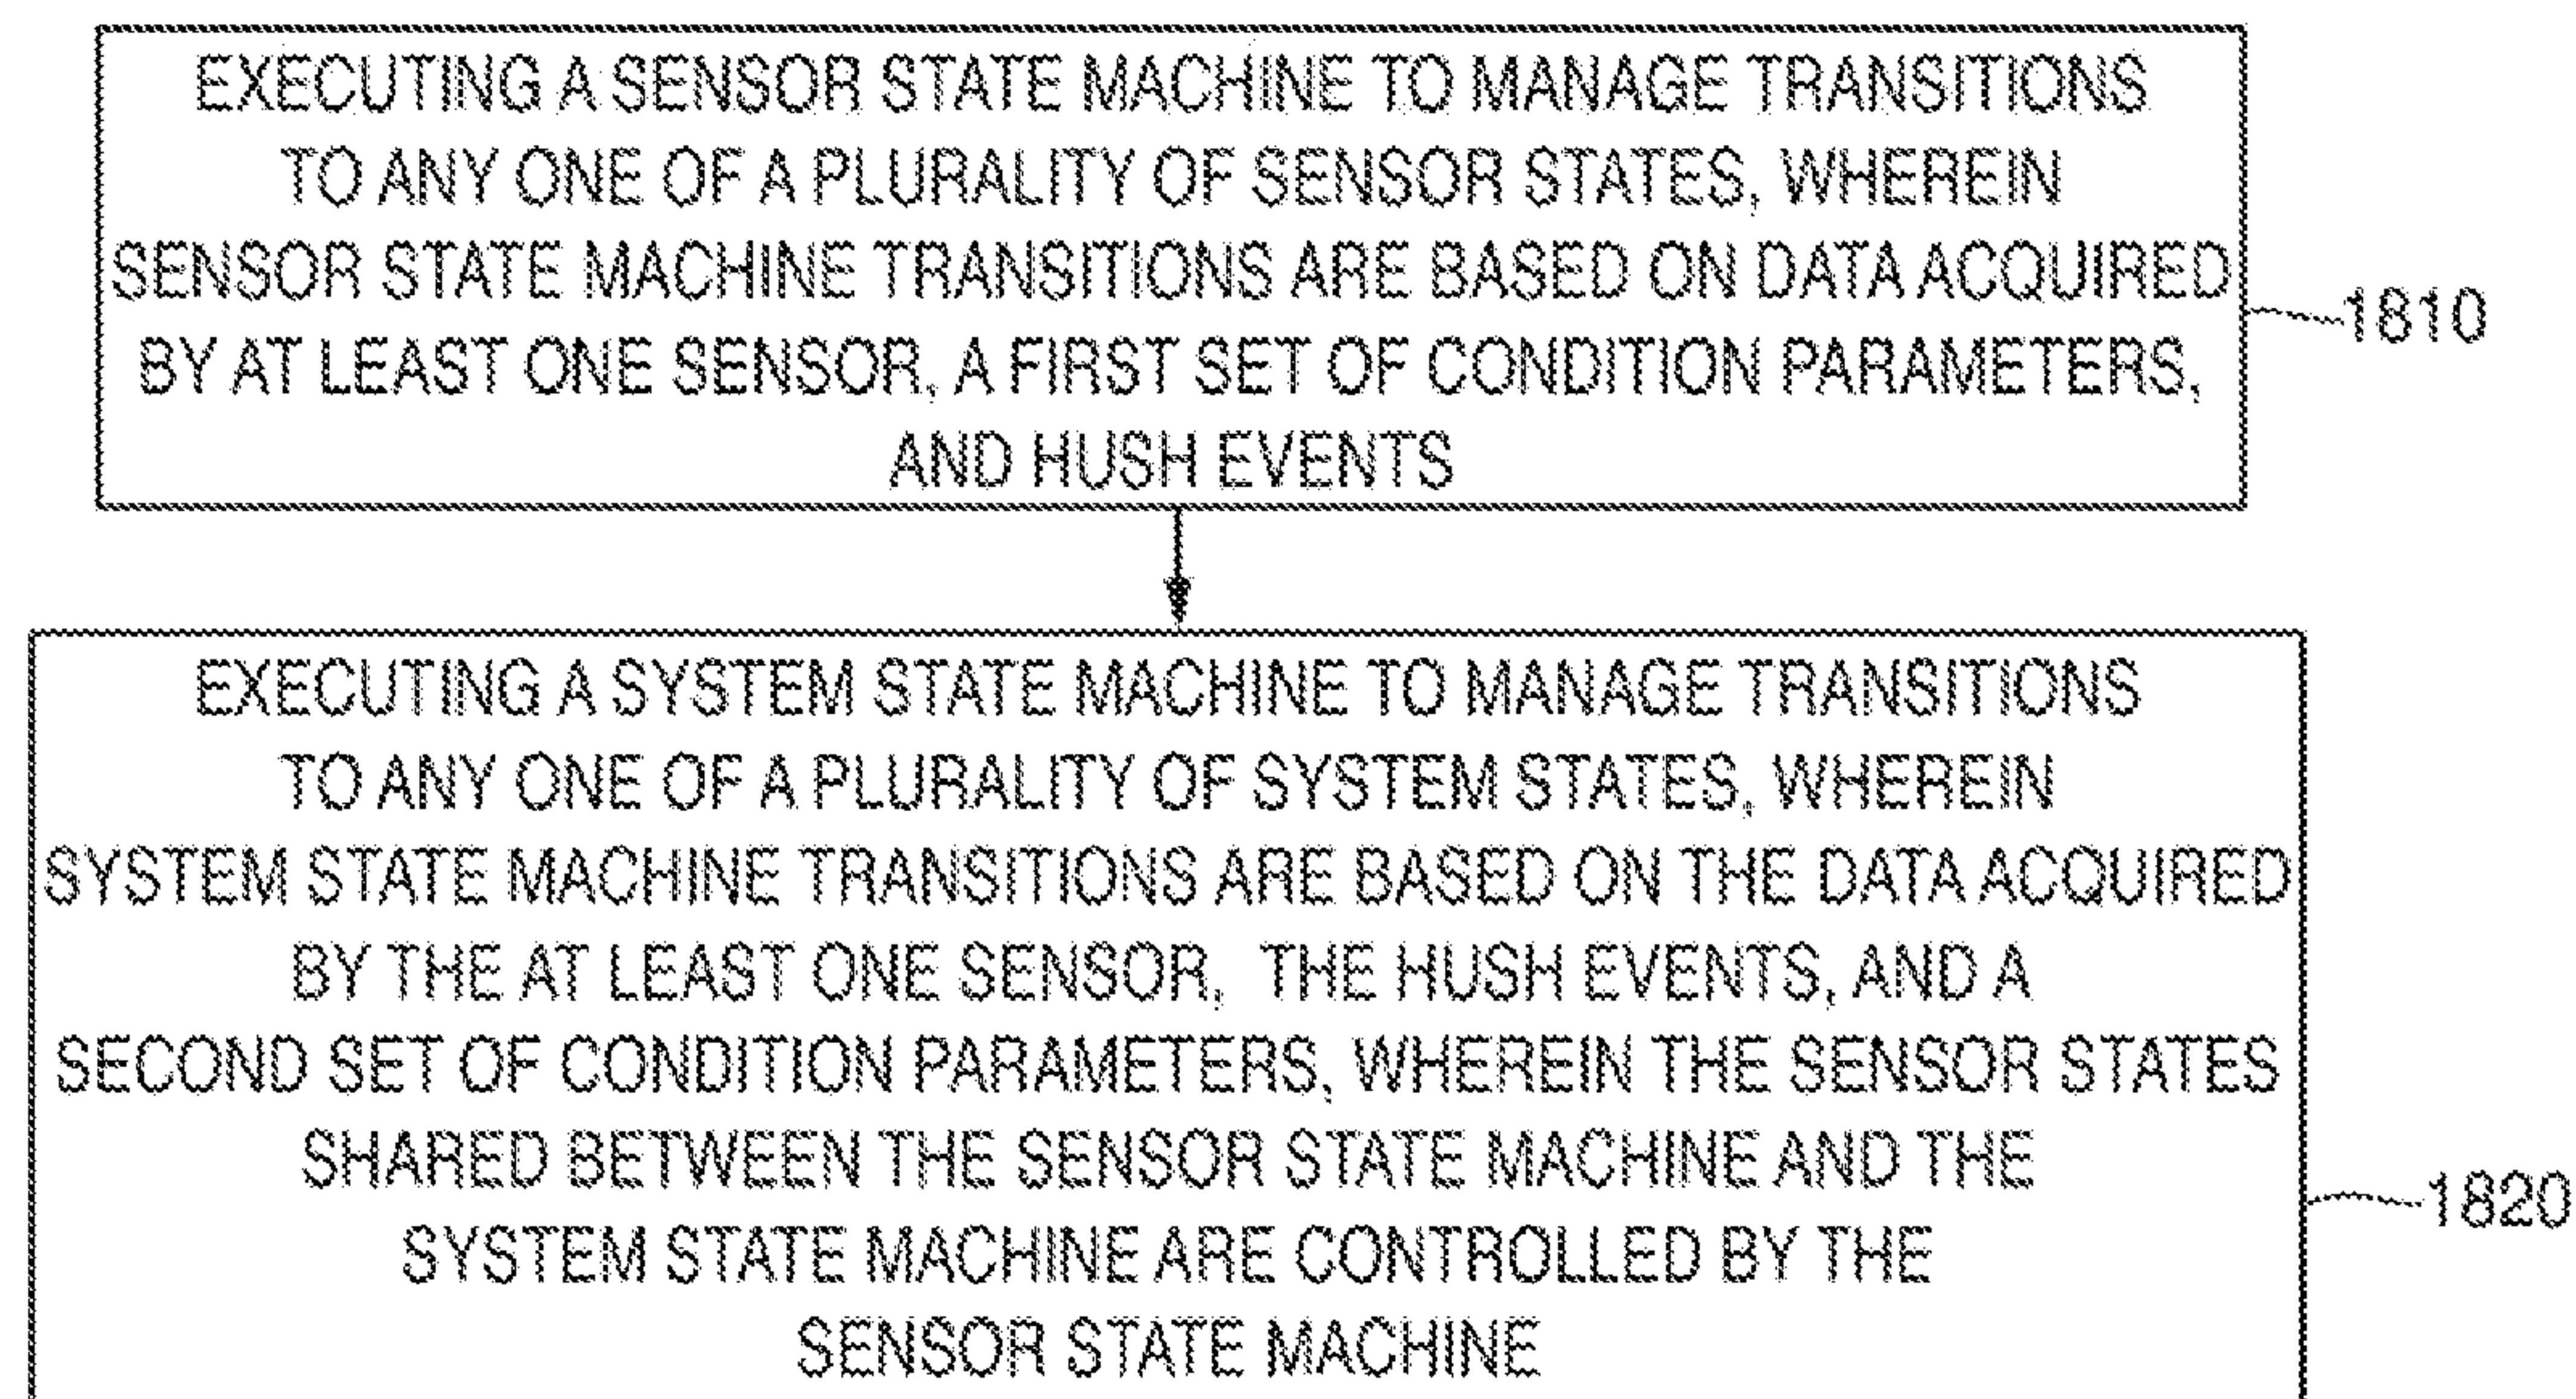 EXECUTING A SENSOR STATE MACHINE TO MANAGE TRANSITIONS
TO ANY ONE OF A PLURALITY OF SENSOR STATES, WHEREIN
SENSOR STATE MACHINE TRANSITIONS ARE BASED ON DATA ACQUIRED
BY AT LEAST ONE SENSOR, A FIRST SET OF CONDITION PARAMETERS,
AND HUSH EVENTS
1810
EXECUTING A SYSTEM STATE MACHINE TO MANAGE TRANSITIONS
TO ANY ONE OF A PLURALITY OF SYSTEM STATES, WHEREIN
SYSTEM STATE MACHINE TRANSITIONS ARE BASED ON THE DATA ACQUIRED
BY THE AT LEAST ONE SENSOR, THE HUSH EVENTS, AND A
SECOND SET OF CONDITION PARAMETERS, WHEREIN THE SENSOR STATES
SHARED BETWEEN THE SENSOR STATE MACHINE AND THE
SYSTEM STATE MACHINE ARE CONTROLLED BY THE
SENSOR STATE MACHINE
1820